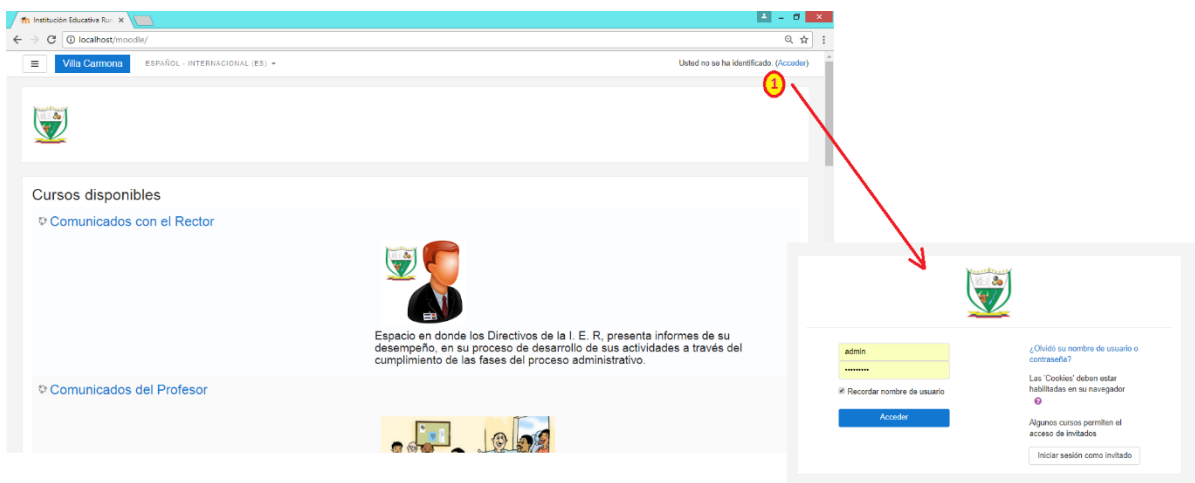 Institución Educativa Rur
localhost/moodle/
Villa Carmona
ESPAÑOL - INTERNACIONAL (ES)
Usted no se ha identificado. (Acceder)
1
Cursos disponibles
Comunicados con el Rector
Espacio en donde los Directivos de la I. E. R, presenta informes de su
desempeño, en su proceso de desarrollo de sus actividades a través del
cumplimiento de las fases del proceso administrativo.
Comunicados del Profesor
admin
•••••••••
Recordar nombre de usuario
Acceder
¿Olvidó su nombre de usuario o
contraseña?
Las 'Cookies' deben estar
habilitadas en su navegador
Algunos cursos permiten el
acceso de invitados
Iniciar sesión como invitado